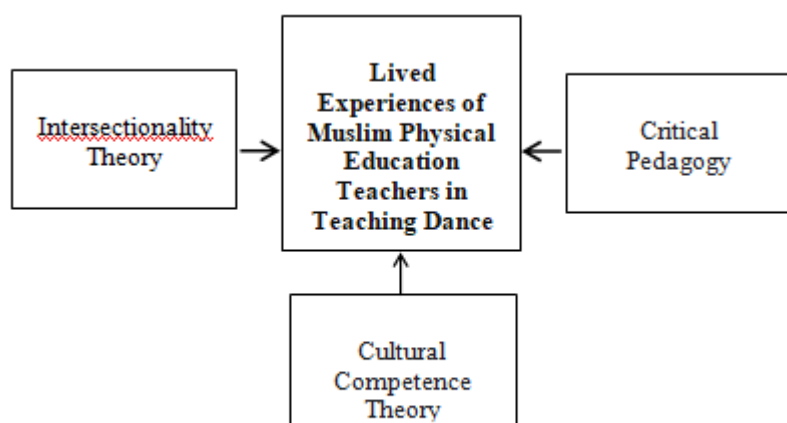 Intersectionality
Theory
Lived
Experiences of
Muslim Physical
Education
Teachers in
Teaching Dance
Critical
Pedagogy
Cultural
Competence
Theory